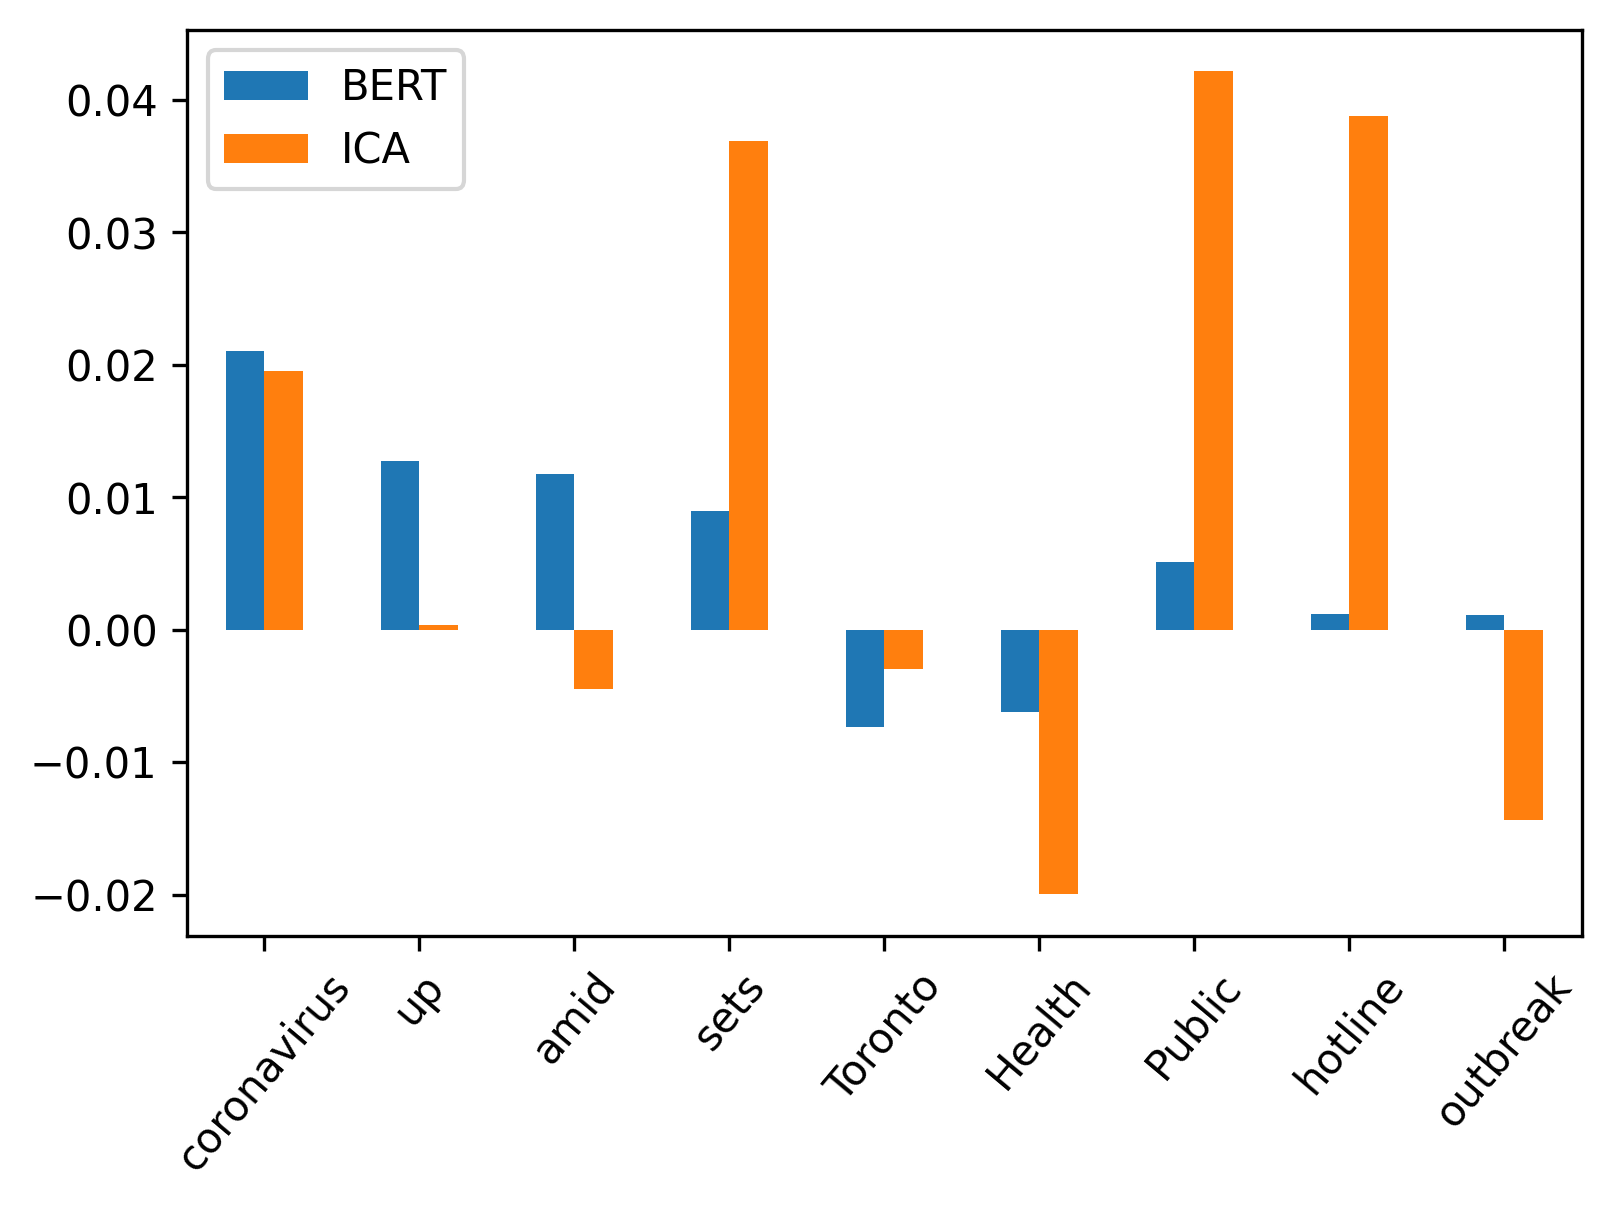 BERT
ICA
0.04
0.03
0.02
0.01
0.00
−0.01
−0.02
coronavirus
up
amid
sets
Toronto
Health
Public
hotline
outbreak